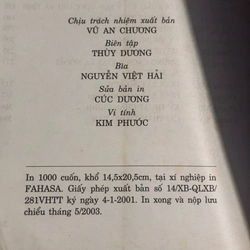 Chịu trách nhiệm xuất bản
VŨ AN CHƯƠNG
Biên tập
THÙY DƯƠNG
Bìa
NGUYỄN VIỆT HẢI
Sửa bản in
CÚC DƯƠNG
Vi tính
KIM PHƯỚC
In 1000 cuốn, khổ 14,5x20,5cm, tại xí nghiệp in
FAHASA. Giấy phép xuất bản số 14/XB-QLXB/
281VHTT ký ngày 4-1-2001. In xong và nộp lưu
chiểu tháng 5/2003.